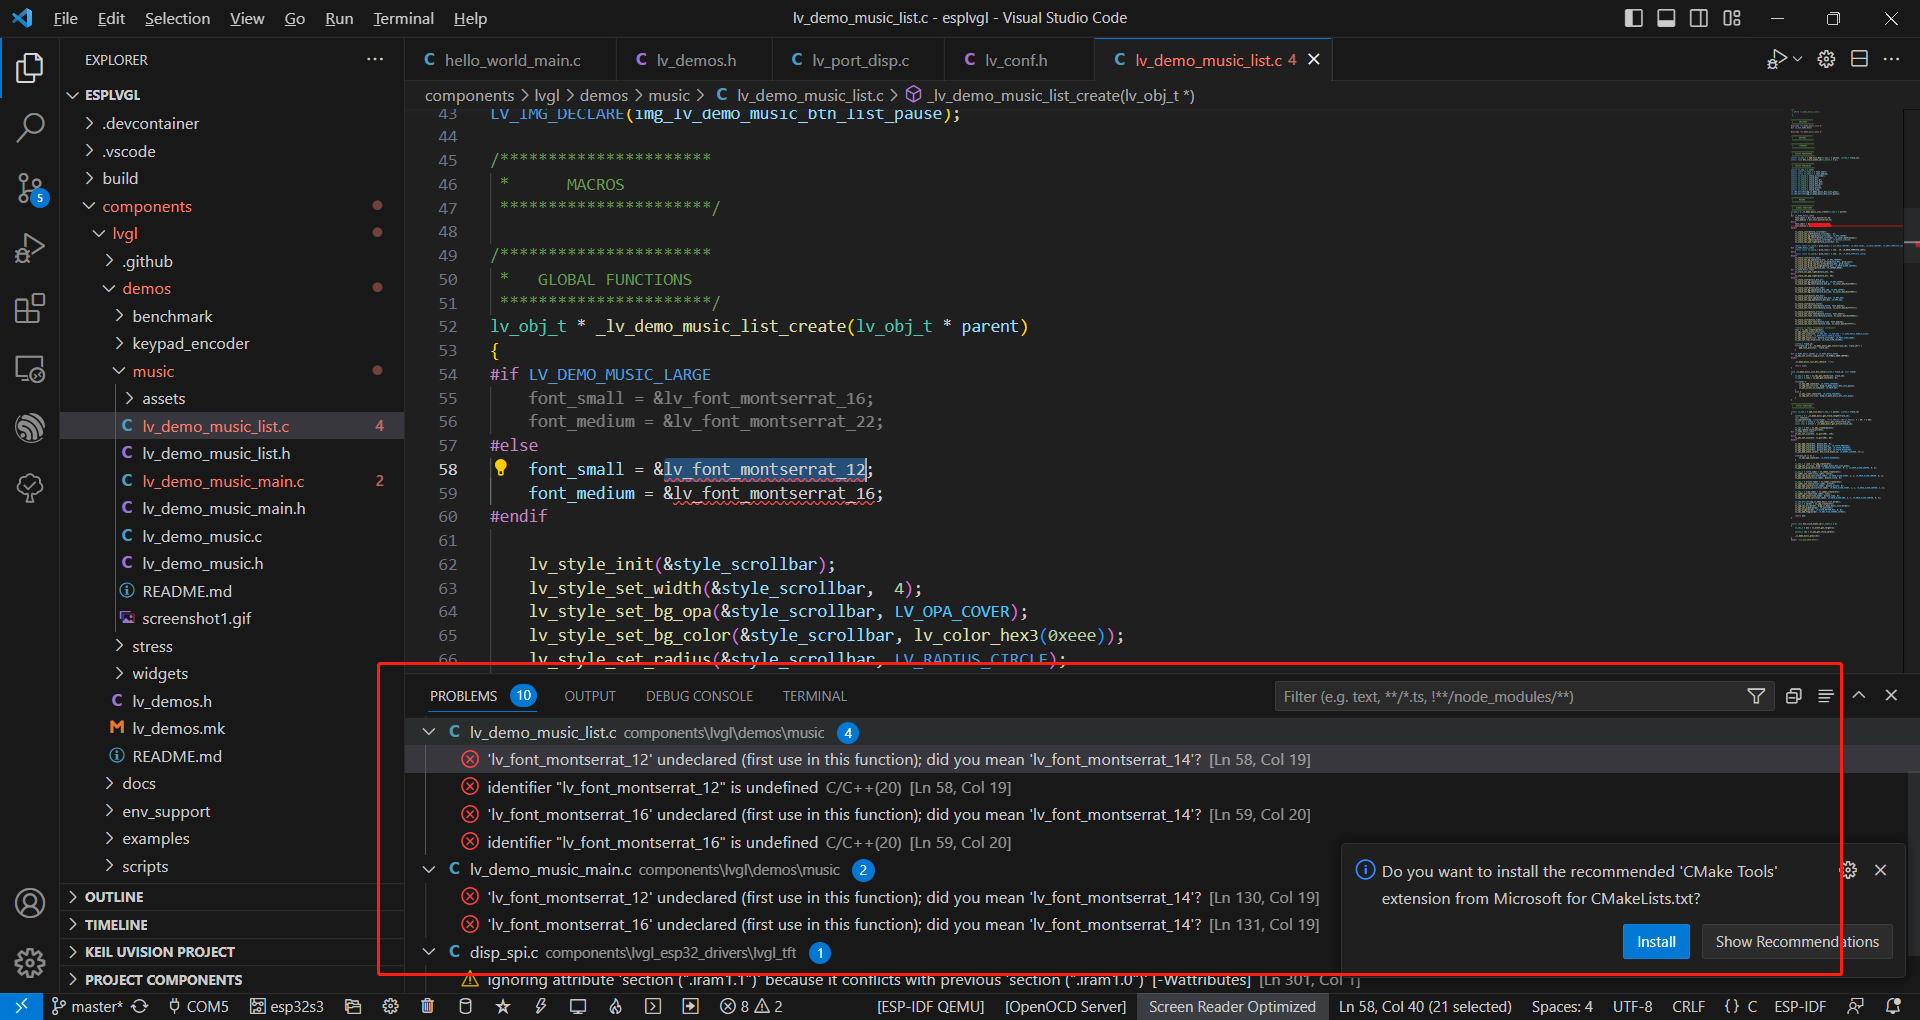 File Edit Selection View Go Run Terminal Help
lv_demo_music_list.c - esplvgl - Visual Studio Code
EXPLORER
ESPLVGL
.devcontainer
.vscode
build
components
lvgl
.github
demos
benchmark
keypad_encoder
music
assets
C lv_demo_music_list.c 4
C lv_demo_music_list.h
C lv_demo_music_main.c 2
C lv_demo_music_main.h
C lv_demo_music.c
C lv_demo_music.h
README.md
screenshot1.gif
stress
widgets
C lv_demos.h
M lv_demos.mk
README.md
docs
env_support
examples
scripts
OUTLINE
TIMELINE
KEIL UVISION PROJECT
PROJECT COMPONENTS
5
C hello_world_main.c
C lv_demos.h
C lv_port_disp.c
C lv_conf.h
C lv_demo_music_list.c 4
components > lvgl > demos > music > C lv_demo_music_list.c > _lv_demo_music_list_create(lv_obj_t *)
43 LV_IMG_DECLARE(img_lv_demo_music_btn_list_pause);
44
45 /**********************
46 *      MACROS
47 **********************/
48
49 /**********************
50 *   GLOBAL FUNCTIONS
51 **********************/
52 lv_obj_t * _lv_demo_music_list_create(lv_obj_t * parent)
53 {
54 #if LV_DEMO_MUSIC_LARGE
55 font_small = &lv_font_montserrat_16;
56 font_medium = &lv_font_montserrat_22;
57 #else
58 font_small = &lv_font_montserrat_12;
59 font_medium = &lv_font_montserrat_16;
60 #endif
61
62 lv_style_init(&style_scrollbar);
63 lv_style_set_width(&style_scrollbar,  4);
64 lv_style_set_bg_opa(&style_scrollbar, LV_OPA_COVER);
65 lv_style_set_bg_color(&style_scrollbar, lv_color_hex3(0xeee));
66 lv_style_set_radius(&style_scrollbar, LV_RADIUS_CIRCLE);
PROBLEMS 10 OUTPUT DEBUG CONSOLE TERMINAL
Filter (e.g. text, **/*.ts, !**/node_modules/**)
C lv_demo_music_list.c components\lvgl\demos\music 4
'lv_font_montserrat_12' undeclared (first use in this function); did you mean 'lv_font_montserrat_14'? [Ln 58, Col 19]
identifier "lv_font_montserrat_12" is undefined C/C++(20) [Ln 58, Col 19]
'lv_font_montserrat_16' undeclared (first use in this function); did you mean 'lv_font_montserrat_14'? [Ln 59, Col 20]
identifier "lv_font_montserrat_16" is undefined C/C++(20) [Ln 59, Col 20]
C lv_demo_music_main.c components\lvgl\demos\music 2
'lv_font_montserrat_12' undeclared (first use in this function); did you mean 'lv_font_montserrat_14'? [Ln 130, Col 19]
'lv_font_montserrat_16' undeclared (first use in this function); did you mean 'lv_font_montserrat_14'? [Ln 131, Col 19]
C disp_spi.c components\lvgl_esp32_drivers\lvgl_tft 1
ignoring attribute 'section (".iram1.1")' because it conflicts with previous 'section (".iram1.0")' [-Wattributes] [Ln 301, Col 1]
Do you want to install the recommended 'CMake Tools'
extension from Microsoft for CMakeLists.txt?
Install
Show Recommendations
master* COM5 esp32s3 8 2 [ESP-IDF QEMU] [OpenOCD Server] Screen Reader Optimized Ln 58, Col 40 (21 selected) Spaces: 4 UTF-8 CRLF {} C ESP-IDF